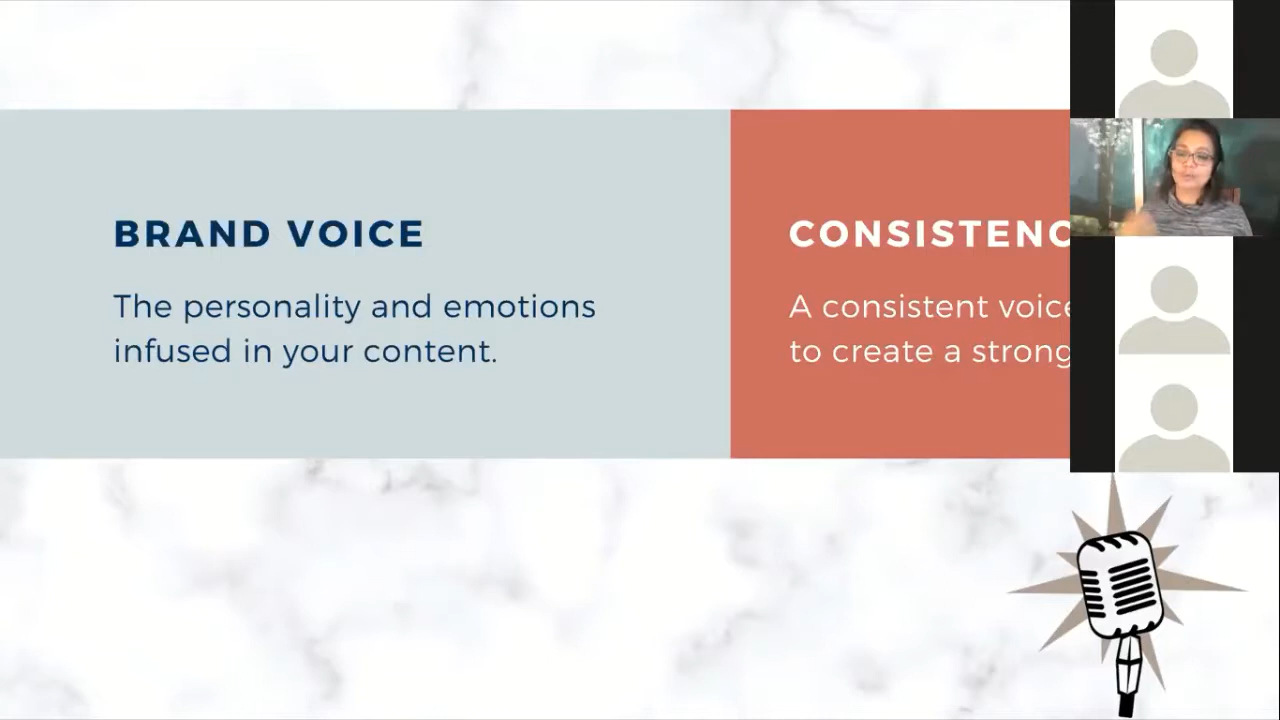 BRAND VOICE
The personality and emotions
infused in your content.
CONSISTENC
A consistent voice
to create a strong